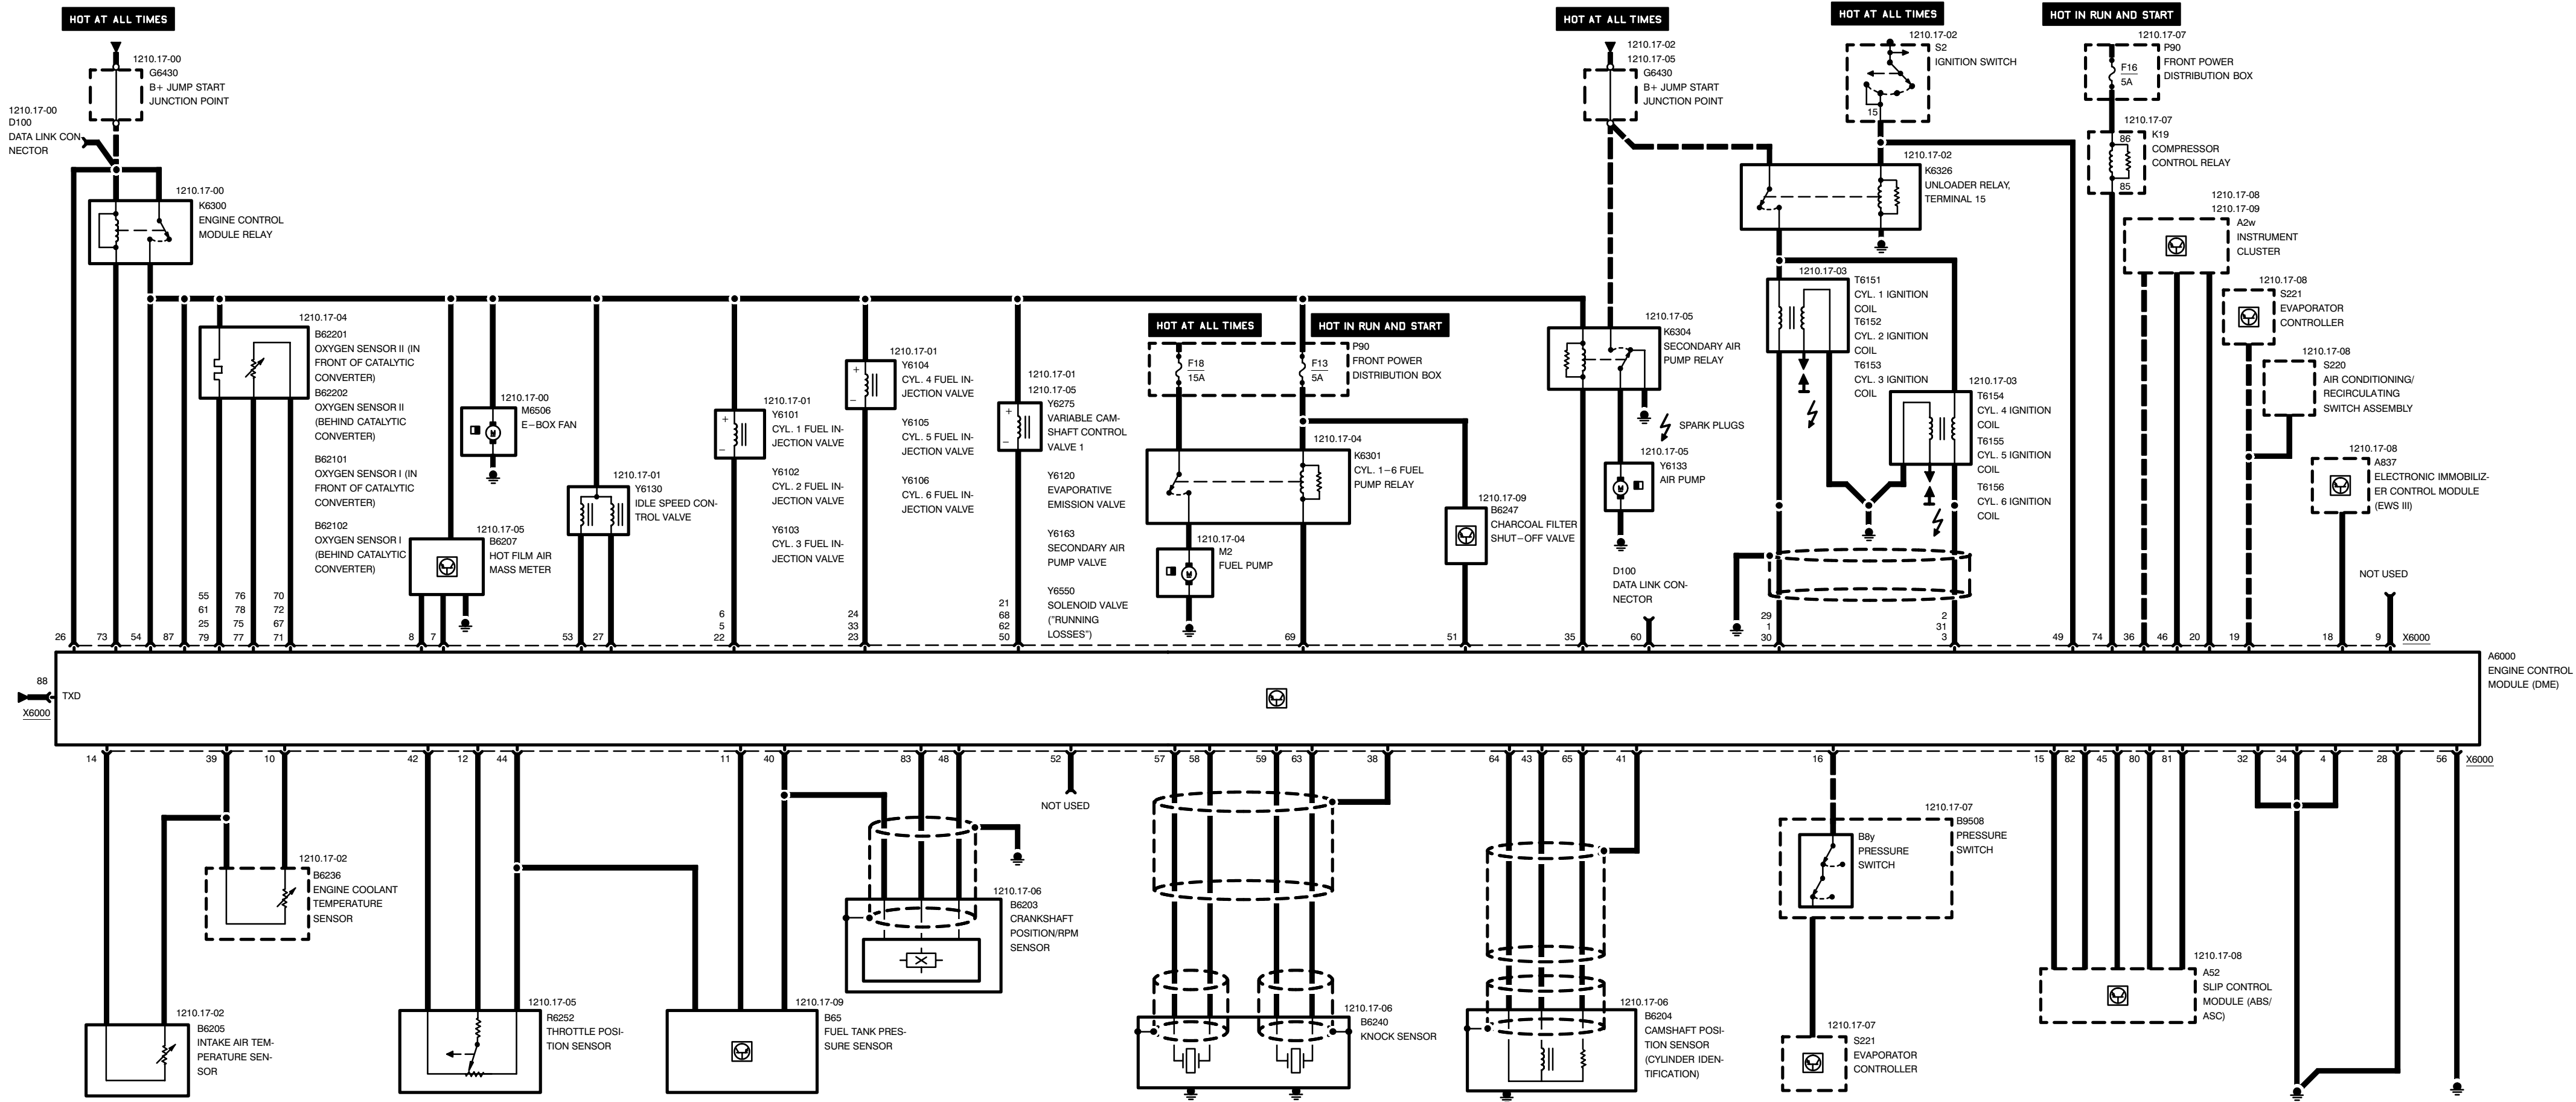 HOT AT ALL TIMES
1210.17-00
G6430
B+ JUMP START
JUNCTION POINT
1210.17-00
D100
DATA LINK CON-
NECTOR
1210.17-00
K6300
ENGINE CONTROL
MODULE RELAY
1210.17-04
B62201
OXYGEN SENSOR II (IN
FRONT OF CATALYTIC
CONVERTER)
B62202
OXYGEN SENSOR II
(BEHIND CATALYTIC
CONVERTER)
B62101
OXYGEN SENSOR I (IN
FRONT OF CATALYTIC
CONVERTER)
B62102
OXYGEN SENSOR I
(BEHIND CATALYTIC
CONVERTER)
1210.17-00
M6506
E-BOX FAN
M
1210.17-05
B6207
HOT FILM AIR
MASS METER
1210.17-01
Y6130
IDLE SPEED CON-
TROL VALVE
1210.17-01
Y6101
CYL. 1 FUEL IN-
JECTION VALVE
Y6102
CYL. 2 FUEL IN-
JECTION VALVE
Y6103
CYL. 3 FUEL IN-
JECTION VALVE
+
−
1210.17-01
Y6104
CYL. 4 FUEL IN-
JECTION VALVE
Y6105
CYL. 5 FUEL IN-
JECTION VALVE
Y6106
CYL. 6 FUEL IN-
JECTION VALVE
+
−
1210.17-01
1210.17-05
Y6275
VARIABLE CAM-
SHAFT CONTROL
VALVE 1
Y6120
EVAPORATIVE
EMISSION VALVE
Y6163
SECONDARY AIR
PUMP VALVE
Y6550
SOLENOID VALVE
("RUNNING
LOSSES")
+
−
HOT AT ALL TIMES
HOT IN RUN AND START
F18
15A
F13
5A
P90
FRONT POWER
DISTRIBUTION BOX
1210.17-04
K6301
CYL. 1-6 FUEL
PUMP RELAY
1210.17-04
M2
FUEL PUMP
M
1210.17-09
B6247
CHARCOAL FILTER
SHUT-OFF VALVE
HOT AT ALL TIMES
1210.17-02
1210.17-05
G6430
B+ JUMP START
JUNCTION POINT
1210.17-05
K6304
SECONDARY AIR
PUMP RELAY
SPARK PLUGS
1210.17-05
Y6133
AIR PUMP
M
D100
DATA LINK CON-
NECTOR
HOT AT ALL TIMES
1210.17-02
S2
IGNITION SWITCH
15
1210.17-02
K6326
UNLOADER RELAY,
TERMINAL 15
1210.17-03
T6151
CYL. 1 IGNITION
COIL
T6152
CYL. 2 IGNITION
COIL
T6153
CYL. 3 IGNITION
COIL
1210.17-03
T6154
CYL. 4 IGNITION
COIL
T6155
CYL. 5 IGNITION
COIL
T6156
CYL. 6 IGNITION
COIL
HOT IN RUN AND START
1210.17-07
P90
FRONT POWER
DISTRIBUTION BOX
F16
5A
1210.17-07
K19
COMPRESSOR
CONTROL RELAY
86
85
1210.17-08
1210.17-09
A2w
INSTRUMENT
CLUSTER
1210.17-08
S221
EVAPORATOR
CONTROLLER
1210.17-08
S220
AIR CONDITIONING/
RECIRCULATING
SWITCH ASSEMBLY
1210.17-08
A837
ELECTRONIC IMMOBILIZ-
ER CONTROL MODULE
(EWS III)
NOT USED
26
73
54
87
55
61
25
79
76
78
75
77
70
72
67
71
8
7
53
27
6
5
22
24
33
23
21
68
62
50
69
51
35
60
29
1
30
2
31
3
49
74
36
46
20
19
18
9
X6000
88
TXD
X6000
A6000
ENGINE CONTROL
MODULE (DME)
14
39
10
42
12
44
11
40
83
48
52
57
58
59
63
38
64
43
65
41
16
15
82
45
80
81
32
34
4
28
56
X6000
NOT USED
1210.17-02
B6236
ENGINE COOLANT
TEMPERATURE
SENSOR
1210.17-02
B6205
INTAKE AIR TEM-
PERATURE SEN-
SOR
1210.17-05
R6252
THROTTLE POSI-
TION SENSOR
1210.17-09
B65
FUEL TANK PRES-
SURE SENSOR
1210.17-06
B6203
CRANKSHAFT
POSITION/RPM
SENSOR
1210.17-06
B6240
KNOCK SENSOR
1210.17-06
B6204
CAMSHAFT POSI-
TION SENSOR
(CYLINDER IDEN-
TIFICATION)
1210.17-07
B9508
PRESSURE
SWITCH
B8y
PRESSURE
SWITCH
1210.17-07
S221
EVAPORATOR
CONTROLLER
1210.17-08
A52
SLIP CONTROL
MODULE (ABS/
ASC)